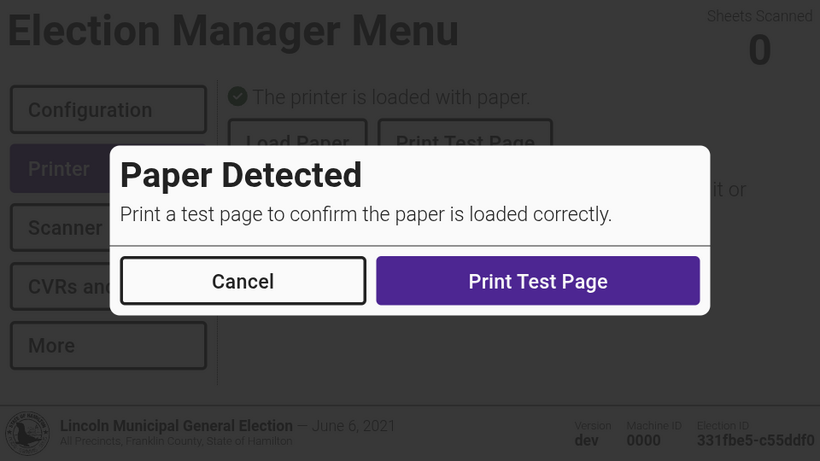 Election Manager Menu
Sheets Scanned
0
Configuration
Printer
Scanner
CVRs and
More
The printer is loaded with paper.
Load Paper
Print Test Page
it or
Paper Detected
Print a test page to confirm the paper is loaded correctly.
Cancel
Print Test Page
Lincoln Municipal General Election — June 6, 2021
All Precincts, Franklin County, State of Hamilton
Version
dev
Machine ID
0000
Election ID
331fbe5-c55ddf0